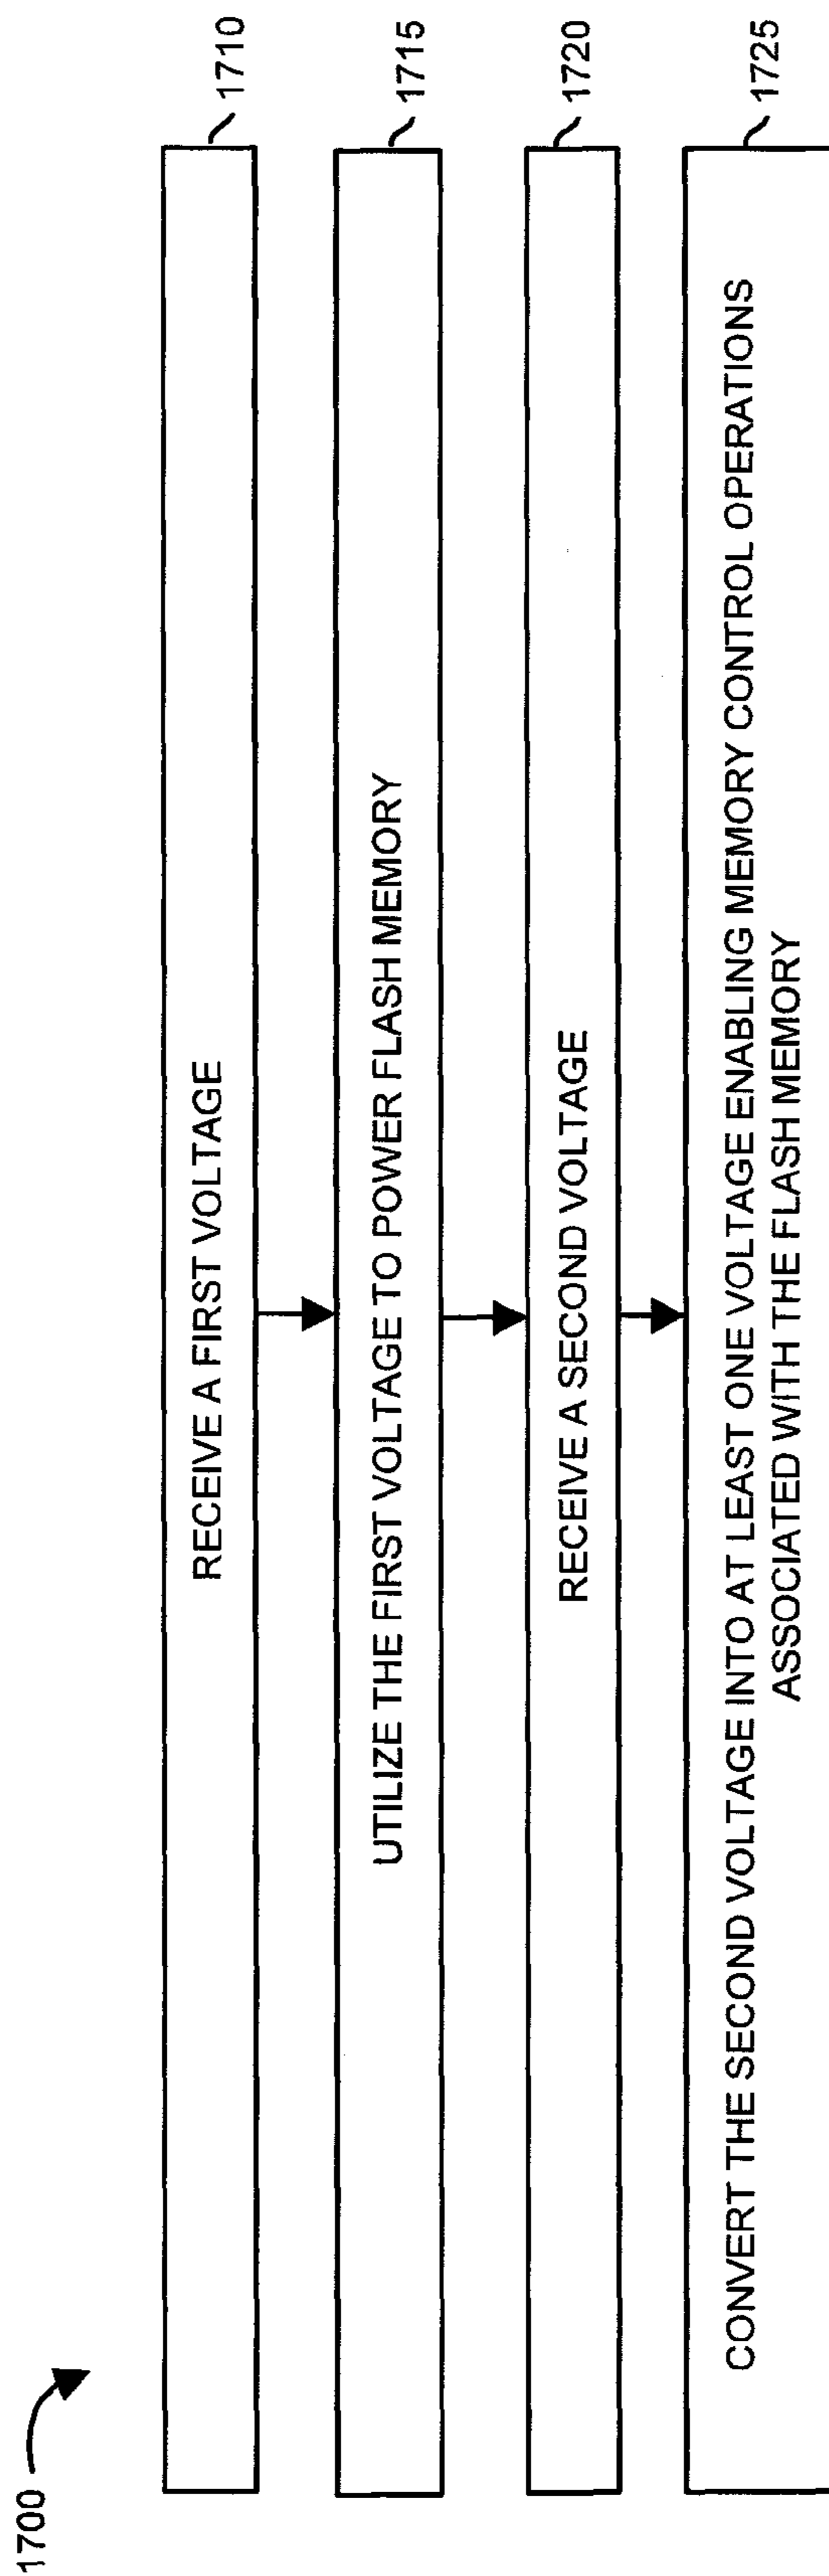 1700
RECEIVE A FIRST VOLTAGE
1710
UTILIZE THE FIRST VOLTAGE TO POWER FLASH MEMORY
1715
RECEIVE A SECOND VOLTAGE
1720
CONVERT THE SECOND VOLTAGE INTO AT LEAST ONE VOLTAGE ENABLING MEMORY CONTROL OPERATIONS
ASSOCIATED WITH THE FLASH MEMORY
1725